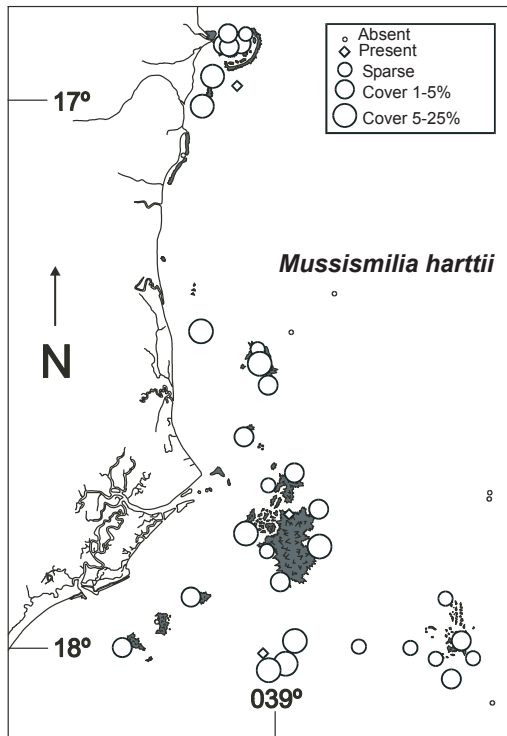 Absent
Present
Sparse
Cover 1-5%
Cover 5-25%
17º
Mussismilia harttii
N
18º
039º